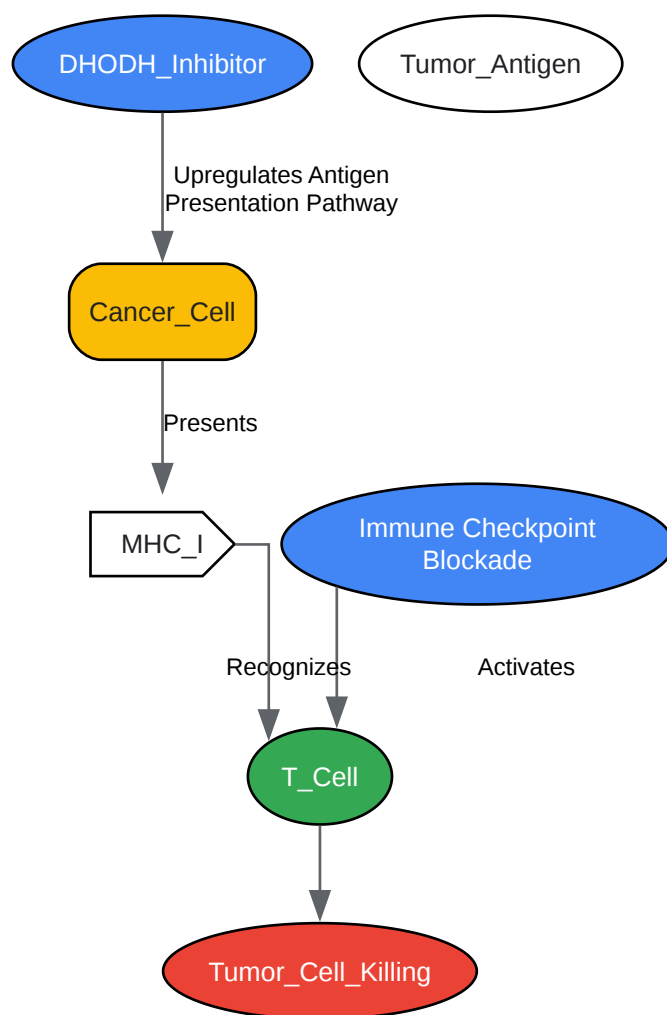 DHODH_Inhibitor
Tumor_Antigen
Upregulates Antigen
Presentation Pathway
Cancer_Cell
Presents
MHC_I
Immune Checkpoint
Blockade
Recognizes
Activates
T_Cell
Tumor_Cell_Killing